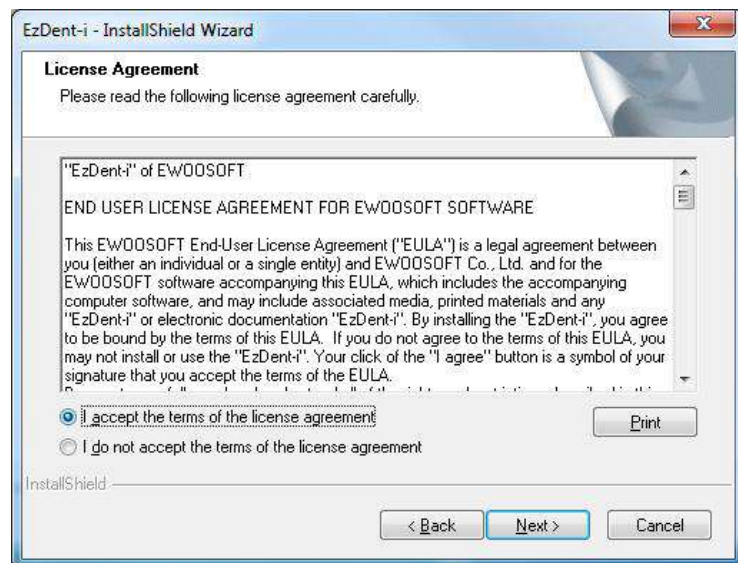 EzDent-i - InstallShield Wizard
License Agreement
Please read the following license agreement carefully.
"EzDent-i" of EWOOSOFT
END USER LICENSE AGREEMENT FOR EWOOSOFT SOFTWARE
This EWOOSOFT End-User License Agreement ("EULA") is a legal agreement between
you (either an individual or a single entity) and EWOOSOFT Co., Ltd. and for the
EWOOSOFT software accompanying this EULA, which includes the accompanying
computer software, and may include associated media, printed materials and any
"EzDent-i" or electronic documentation "EzDent-i". By installing the "EzDent-i", you agree
to be bound by the terms of this EULA. If you do not agree to the terms of this EULA, you
may not install or use the "EzDent-i". Your click of the "I agree" button is a symbol of your
signature that you accept the terms of the EULA.
I accept the terms of the license agreement
Print
I do not accept the terms of the license agreement
InstallShield
< Back
Next >
Cancel